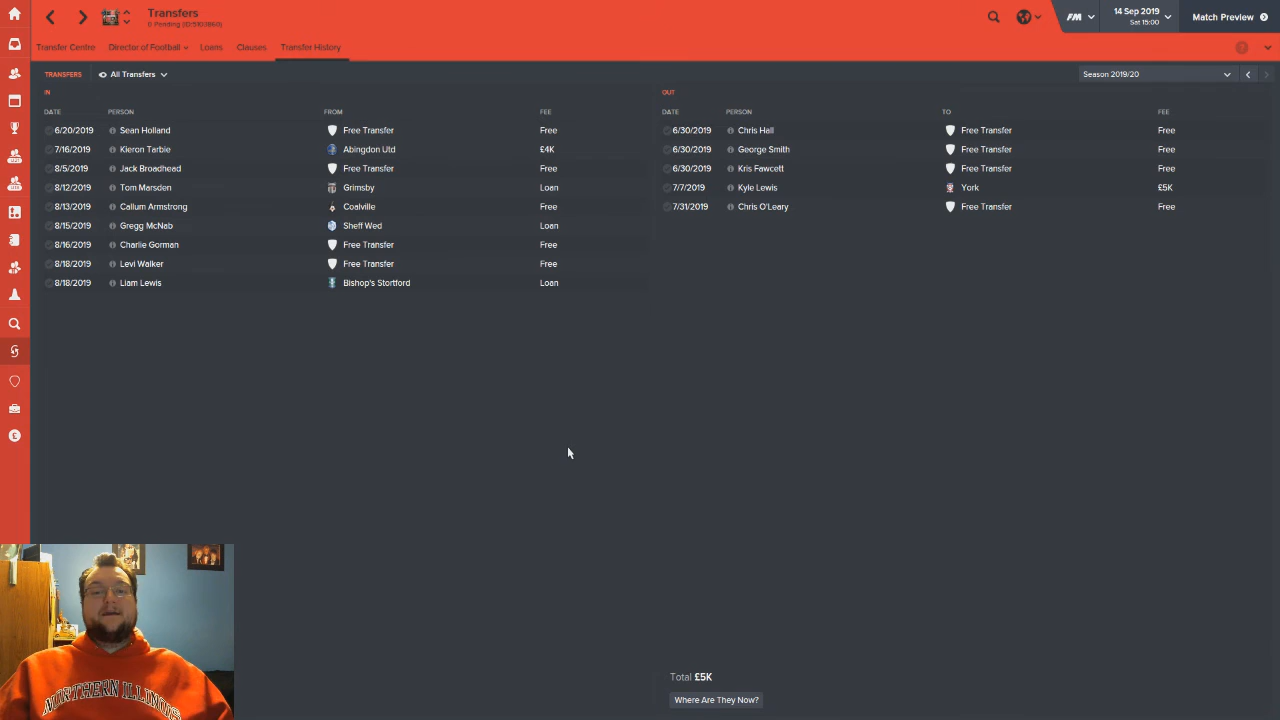 Transfers
14 Sep 2019
FM
Match Preview
Sat 15:00
Transfer Centre Director of Football Loans Clauses Transfer History
TRANSFERS All Transfers
Season 2019/20
IN
DATE PERSON FROM FEE
6/20/2019 Sean Holland Free Transfer Free
7/16/2019 Kieron Tarbie Abingdon Utd £4K
8/5/2019 Jack Broadhead Free Transfer Free
8/12/2019 Tom Marsden Grimsby Loan
8/13/2019 Callum Armstrong Coalville Free
8/15/2019 Gregg McNab Sheff Wed Loan
8/16/2019 Charlie Gorman Free Transfer Free
8/18/2019 Levi Walker Free Transfer Free
8/18/2019 Liam Lewis Bishop's Stortford Loan
OUT
DATE PERSON TO FEE
6/30/2019 Chris Hall Free Transfer Free
6/30/2019 George Smith Free Transfer Free
6/30/2019 Kris Fawcett Free Transfer Free
7/7/2019 Kyle Lewis York £5K
7/31/2019 Chris O'Leary Free Transfer Free
Total £5K
Where Are They Now?
NORTHERN ILLINOIS